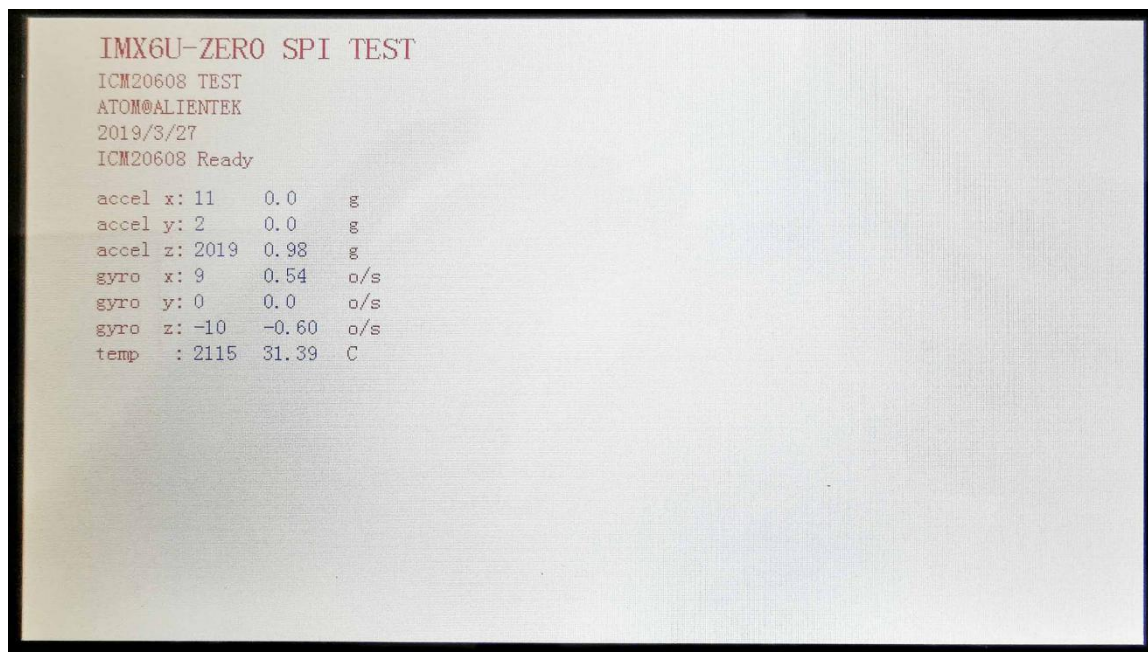 IMX6U-ZERO SPI TEST
ICM20608 TEST
ATOM@ALIENTEK
2019/3/27
ICM20608 Ready
accel x: 11 0.0 g
accel y: 2 0.0 g
accel z: 2019 0.98 g
gyro x: 9 0.54 o/s
gyro y: 0 0.0 o/s
gyro z: -10 -0.60 o/s
temp : 2115 31.39 C